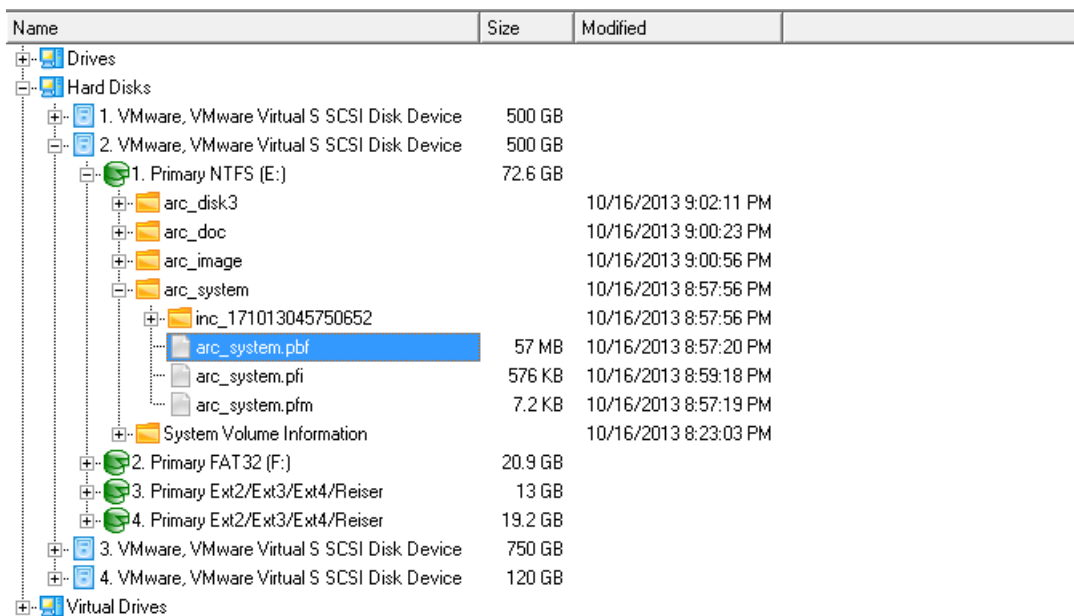 Name Size Modified
Drives
Hard Disks
1. VMware, VMware Virtual S SCSI Disk Device 500 GB
2. VMware, VMware Virtual S SCSI Disk Device 500 GB
1. Primary NTFS (E:) 72.6 GB
arc_disk3 10/16/2013 9:02:11 PM
arc_doc 10/16/2013 9:00:23 PM
arc_image 10/16/2013 9:00:56 PM
arc_system 10/16/2013 8:57:56 PM
inc_171013045750652 10/16/2013 8:57:56 PM
arc_system.pbf 57 MB 10/16/2013 8:57:20 PM
arc_system.pfi 576 KB 10/16/2013 8:59:18 PM
arc_system.pfm 7.2 KB 10/16/2013 8:57:19 PM
System Volume Information 10/16/2013 8:23:03 PM
2. Primary FAT32 (F:) 20.9 GB
3. Primary Ext2/Ext3/Ext4/Reiser 13 GB
4. Primary Ext2/Ext3/Ext4/Reiser 19.2 GB
3. VMware, VMware Virtual S SCSI Disk Device 750 GB
4. VMware, VMware Virtual S SCSI Disk Device 120 GB
Virtual Drives